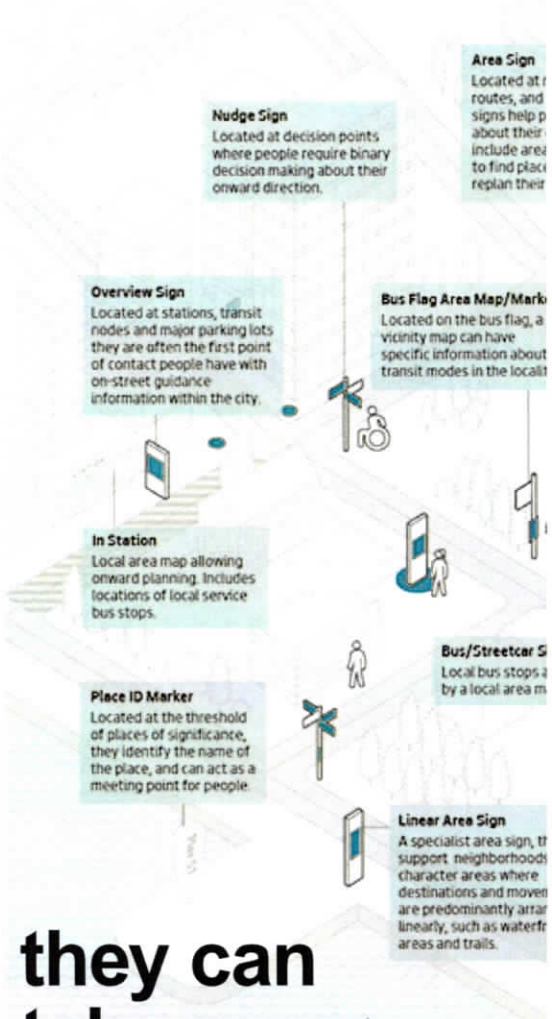 Area Sign
Located at
routes, and
signs help p
about their
include area
to find place
replan their
Nudge Sign
Located at decision points
where people require binary
decision making about their
onward direction.
Overview Sign
Located at stations, transit
nodes and major parking lots
they are often the first point
of contact people have with
on-street guidance
information within the city.
Bus Flag Area Map/Mark
Located on the bus flag, a
vicinity map can have
specific information about
transit modes in the localit
In Station
Local area map allowing
onward planning. Includes
locations of local service
bus stops.
Bus/Streetcar S
Local bus stops a
by a local area m
Place ID Marker
Located at the threshold
of places of significance,
they identify the name of
the place, and can act as a
meeting point for people.
Linear Area Sign
A specialist area sign, th
support neighborhoods
character areas where
destinations and movem
are predominantly arran
linearly, such as waterfr
areas and trails.
they can